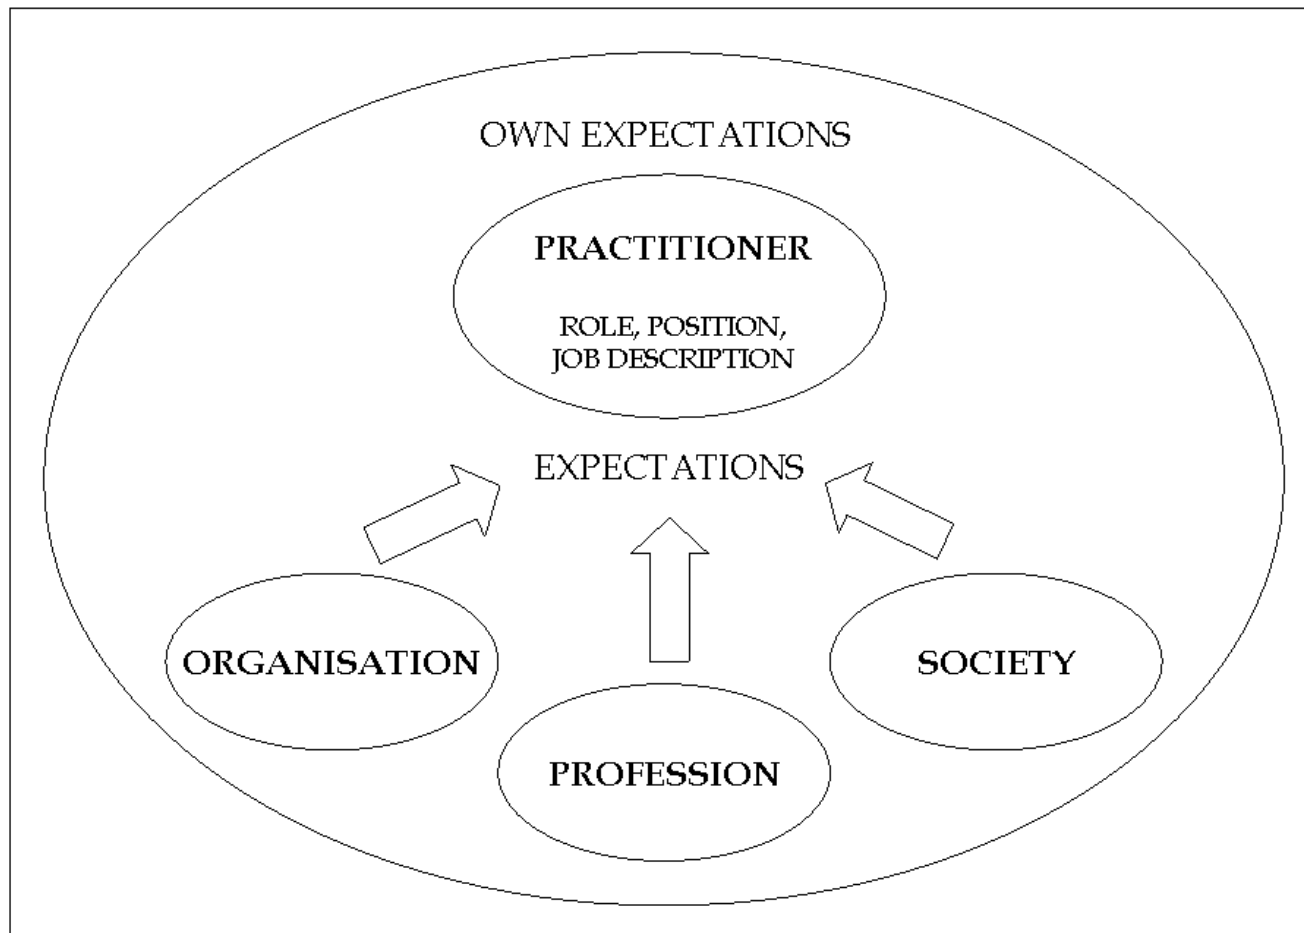 OWN EXPECTATIONS
PRACTITIONER
ROLE, POSITION,
JOB DESCRIPTION
EXPECTATIONS
ORGANISATION
SOCIETY
PROFESSION